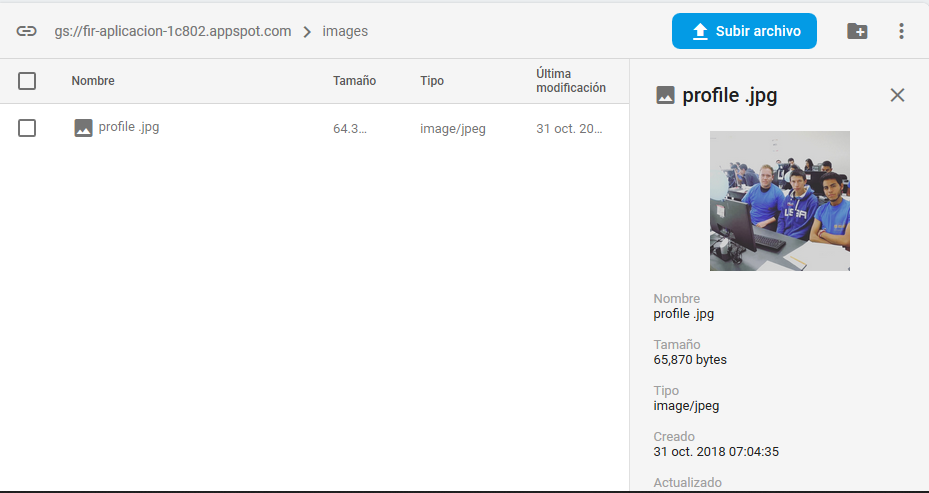 gs://fir-aplicacion-1c802.appspot.com > images
Subir archivo
Nombre
Tamaño
Tipo
Última
modificación
profile .jpg
64.3...
image/jpeg
31 oct. 20...
profile .jpg
Nombre
profile .jpg
Tamaño
65,870 bytes
Tipo
image/jpeg
Creado
31 oct. 2018 07:04:35
Actualizado